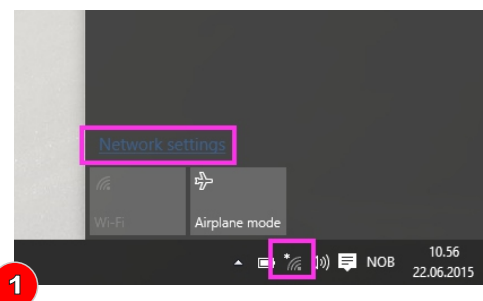 Network settings
Wi-Fi
Airplane mode
NOB
10.56
22.06.2015
1